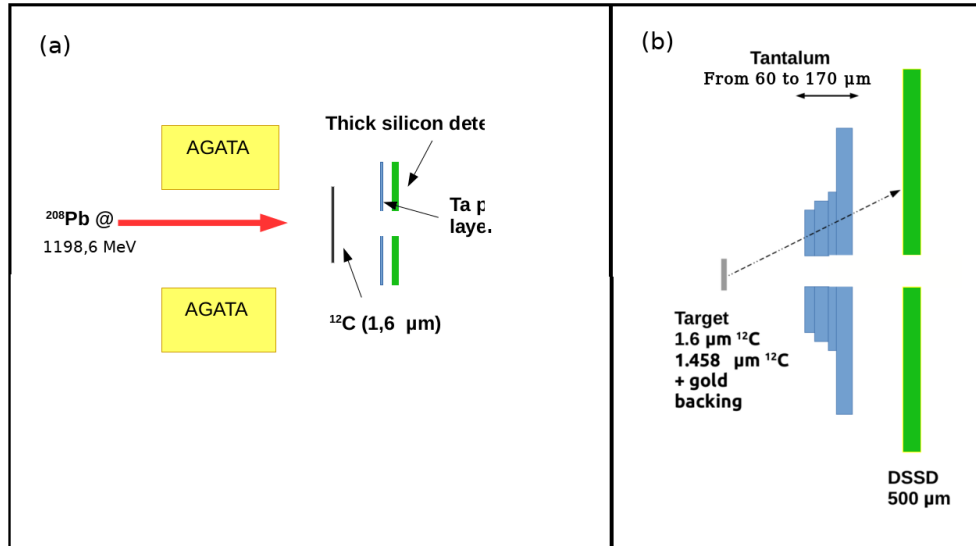 (a)
AGATA
Thick silicon dete
²⁰⁸Pb @
1198,6 MeV
Ta p
laye
AGATA
¹²C (1,6 µm)
(b)
Tantalum
From 60 to 170 µm
Target
1.6 µm ¹²C
1.458 µm ¹²C
+ gold
backing
DSSD
500 µm